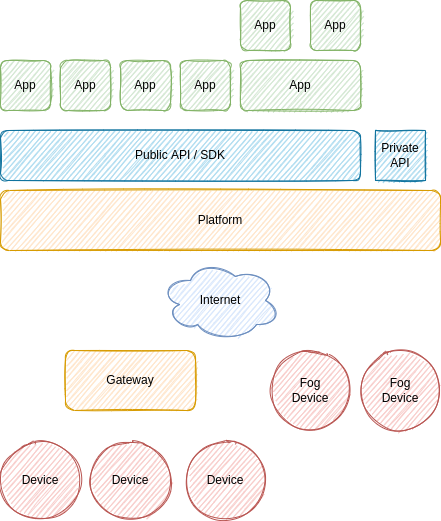 App
App
App
App
App
App
App
Public API / SDK
Private
API
Platform
Internet
Gateway
Fog
Device
Fog
Device
Device
Device
Device